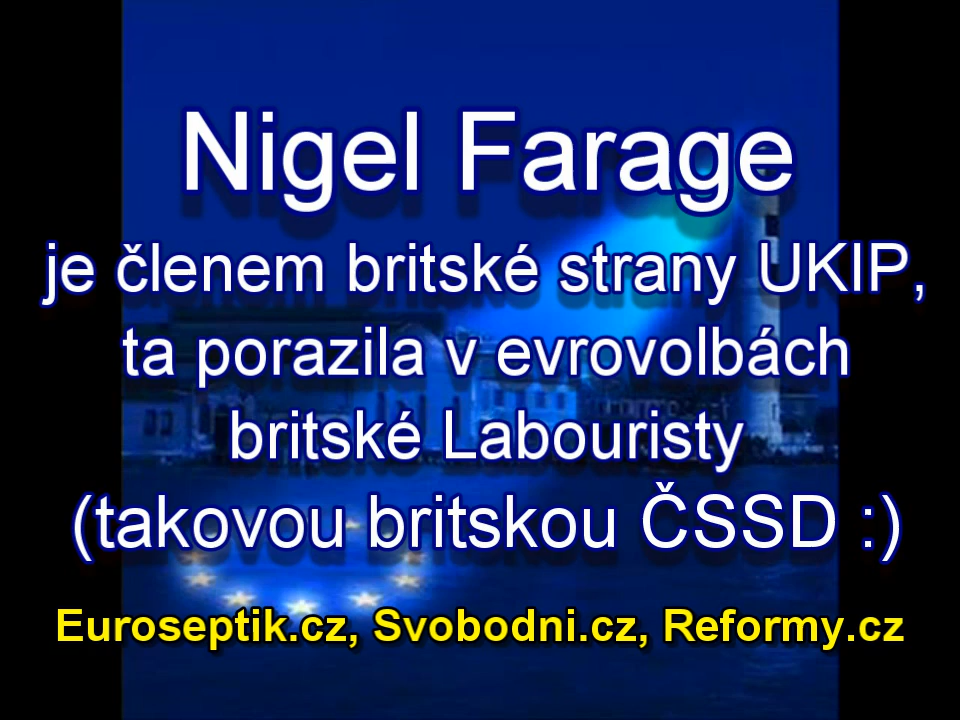 Nigel Farage
je členem britské strany UKIP,
ta porazila v evrovolbách
britské Labouristy
(takovou britskou ČSSD :)
Euroseptik.cz, Svobodni.cz, Reformy.cz